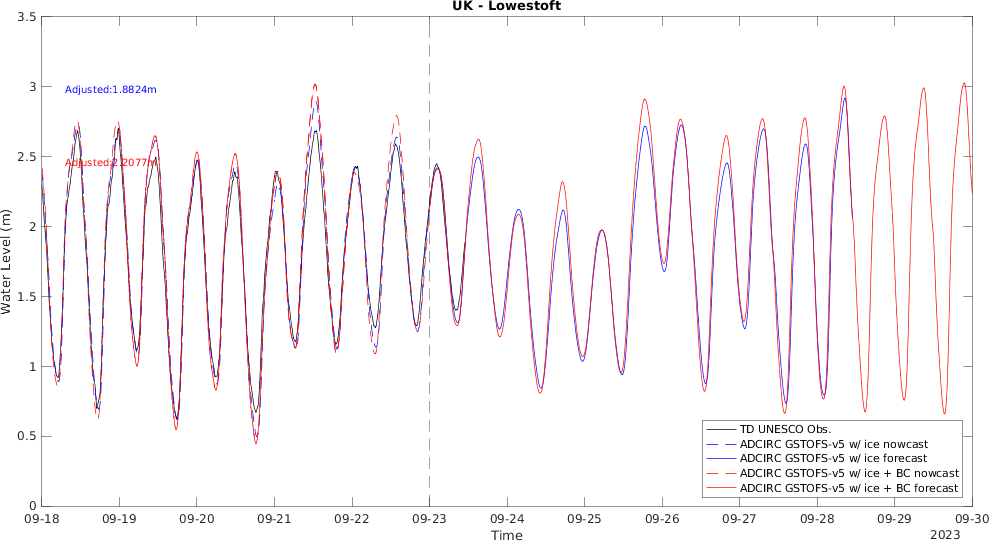 UK - Lowestoft
3.5
3
2.5
2
1.5
1
0.5
0
Water Level (m)
Adjusted:1.8824m
Adjusted:2.2077m
TD UNESCO Obs.
ADCIRC GSTOFS-v5 w/ ice nowcast
ADCIRC GSTOFS-v5 w/ ice forecast
ADCIRC GSTOFS-v5 w/ ice + BC nowcast
ADCIRC GSTOFS-v5 w/ ice + BC forecast
09-18 09-19 09-20 09-21 09-22 09-23 09-24 09-25 09-26 09-27 09-28 09-29 09-30
Time
2023